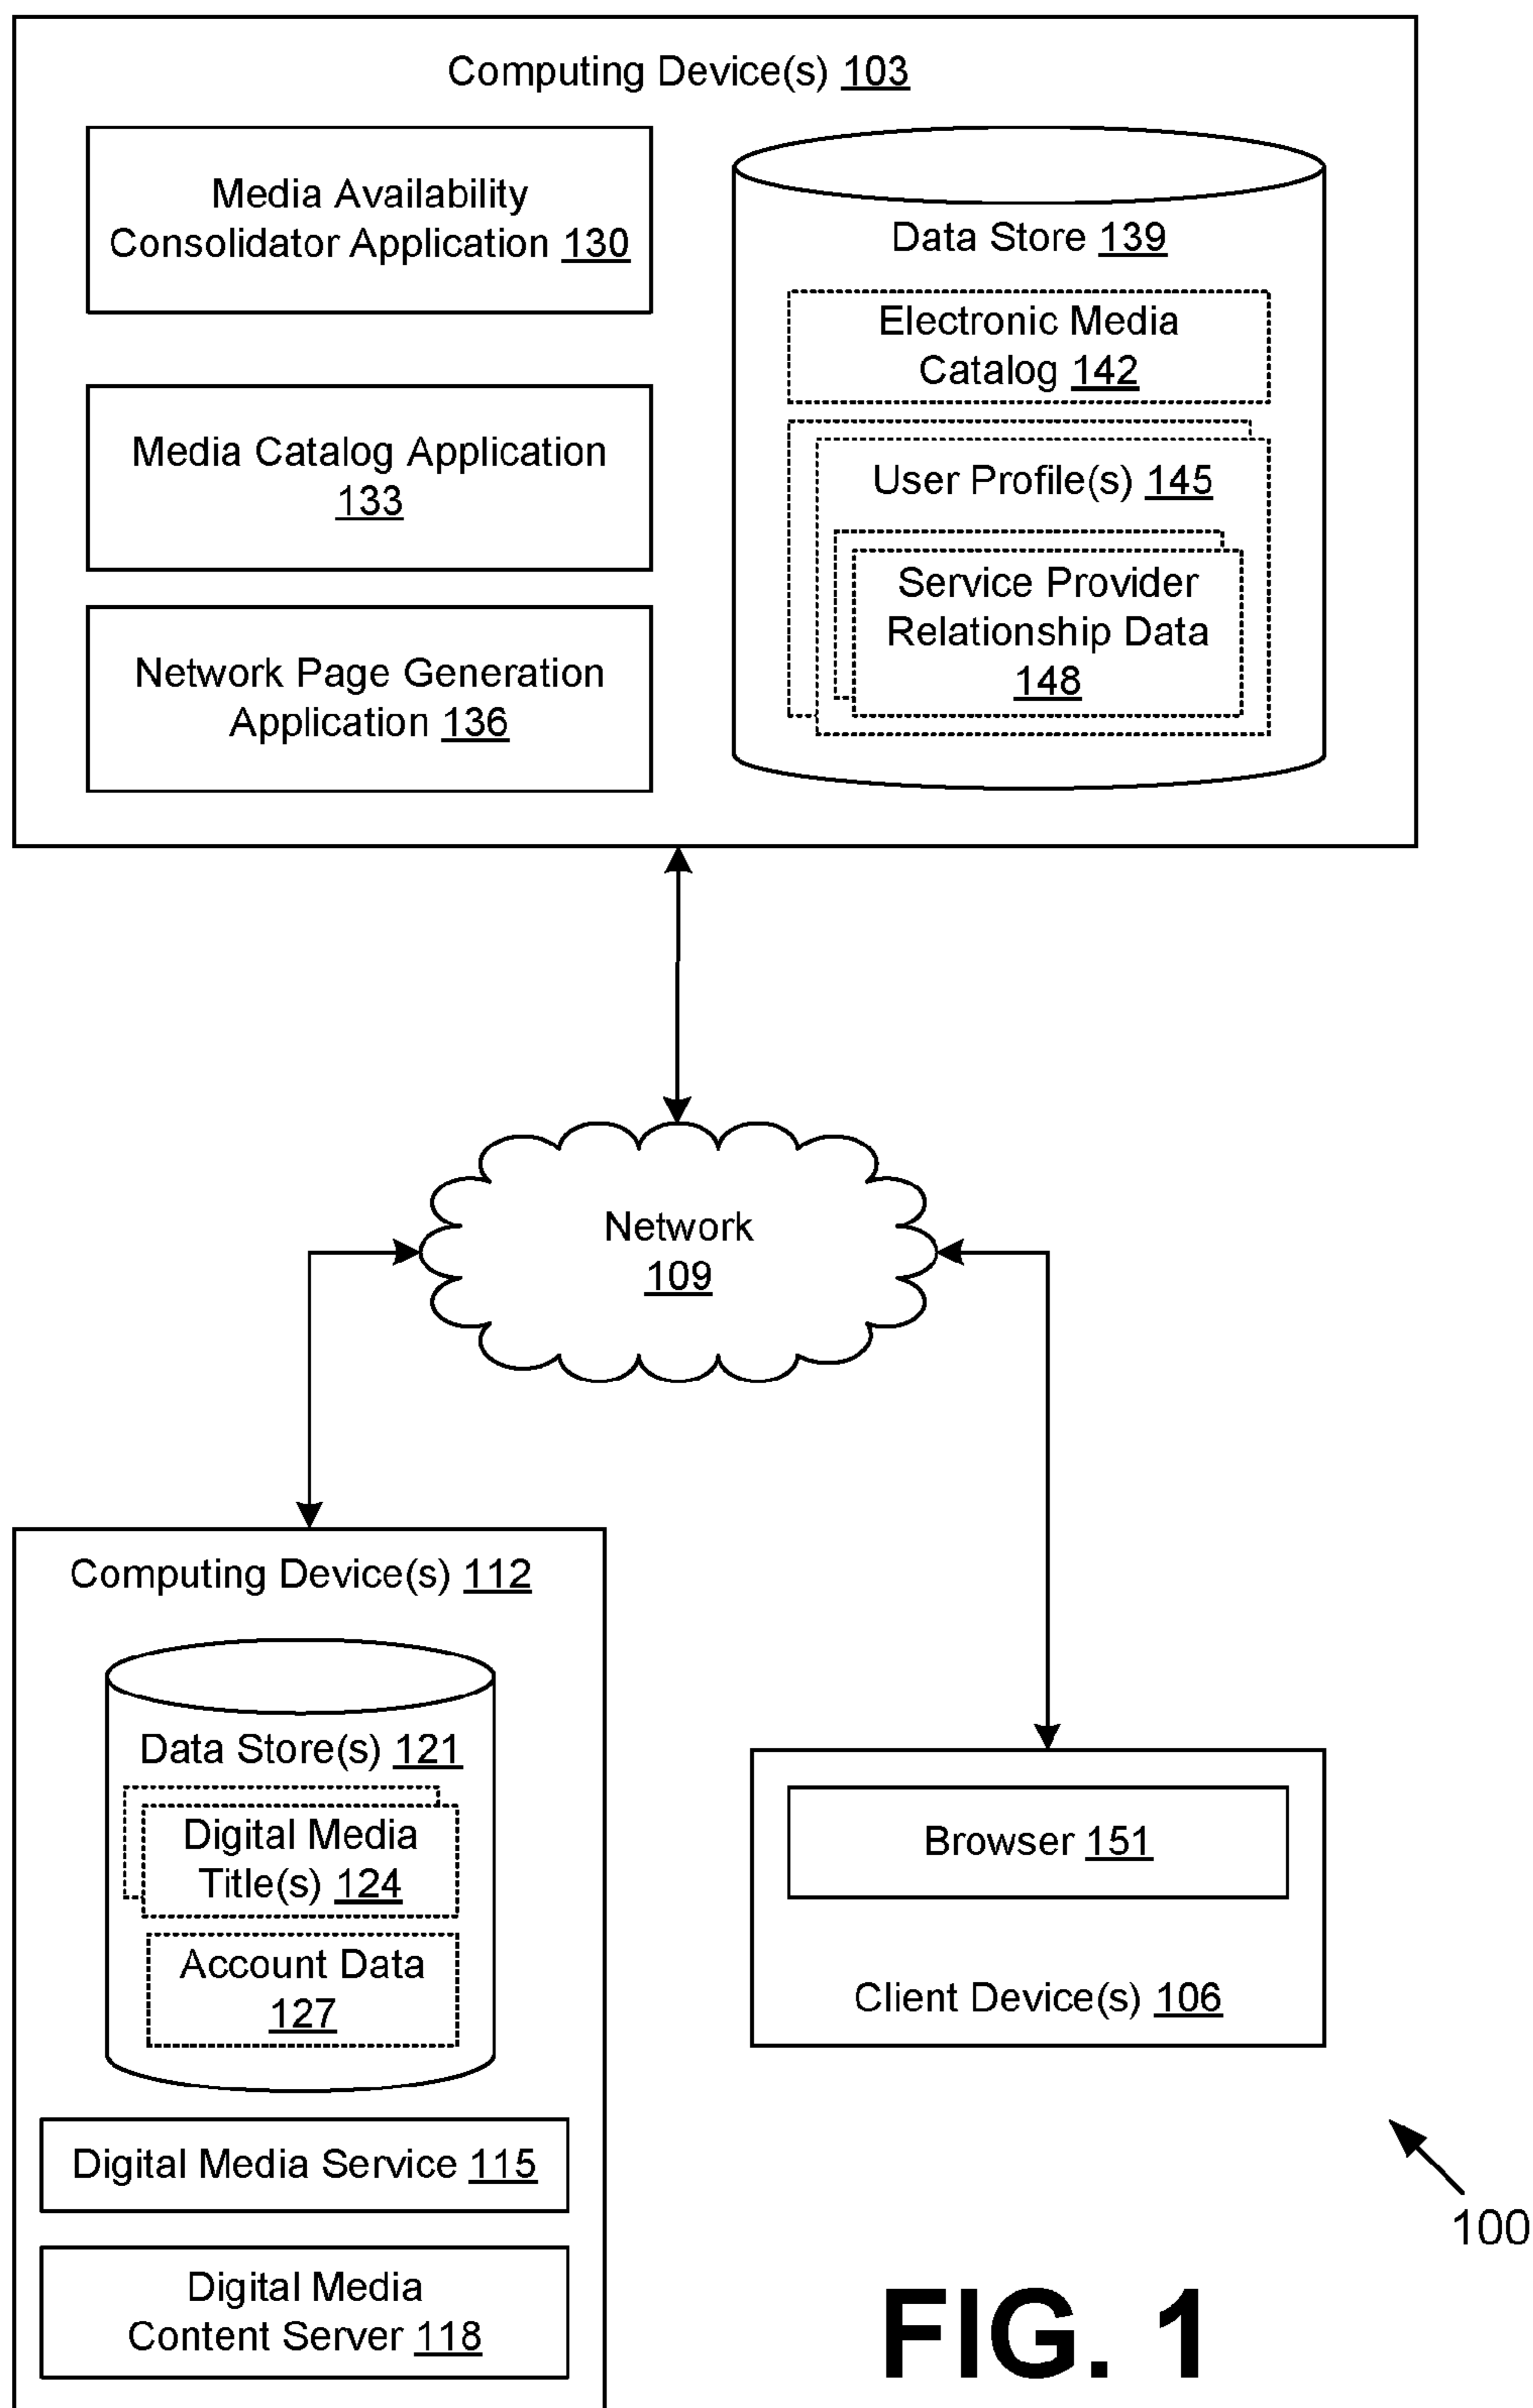 Computing Device(s) 103
Media Availability
Consolidator Application 130
Media Catalog Application
133
Network Page Generation
Application 136
Data Store 139
Electronic Media
Catalog 142
User Profile(s) 145
Service Provider
Relationship Data
148
Network
109
Computing Device(s) 112
Data Store(s) 121
Digital Media
Title(s) 124
Account Data
127
Digital Media Service 115
Digital Media
Content Server 118
Browser 151
Client Device(s) 106
100
FIG. 1